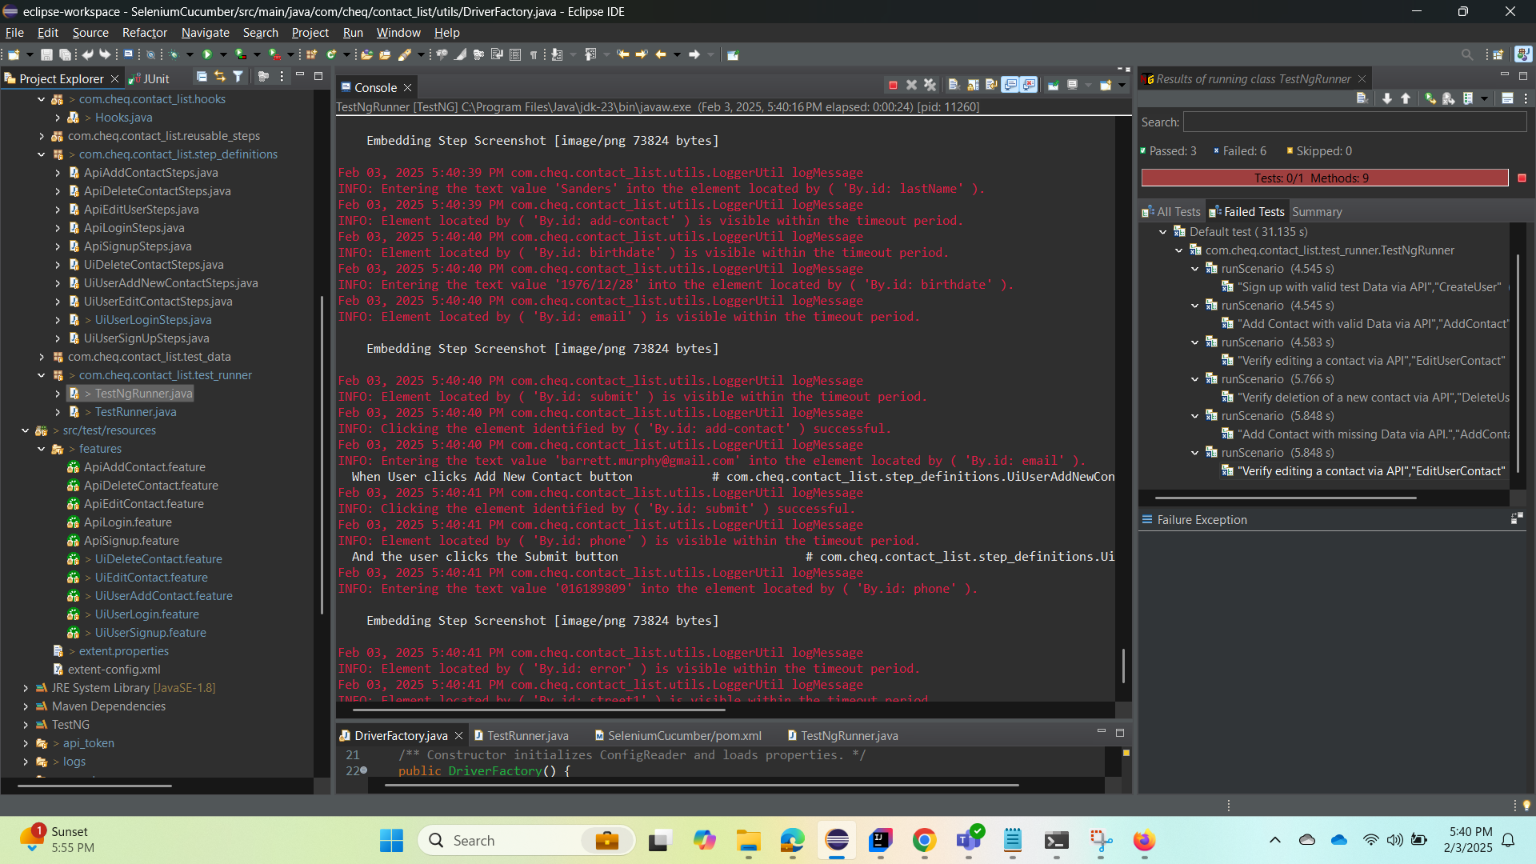 eclipse-workspace - SeleniumCucumber/src/main/java/com/cheq/contact_list/utils/DriverFactory.java - Eclipse IDE
File Edit Source Refactor Navigate Search Project Run Window Help
Project Explorer
JUnit
> com.cheq.contact_list.hooks
> Hooks.java
com.cheq.contact_list.reusable_steps
> com.cheq.contact_list.step_definitions
ApiAddContactSteps.java
ApiDeleteContactSteps.java
ApiEditUserSteps.java
ApiLoginSteps.java
ApiSignupSteps.java
UiDeleteContactSteps.java
UiUserAddNewContactSteps.java
UiUserEditContactSteps.java
> UiUserLoginSteps.java
UiUserSignUpSteps.java
com.cheq.contact_list.test_data
> com.cheq.contact_list.test_runner
> TestNgRunner.java
> TestRunner.java
> src/test/resources
> features
ApiAddContact.feature
ApiDeleteContact.feature
ApiEditContact.feature
ApiLogin.feature
ApiSignup.feature
> UiDeleteContact.feature
> UiEditContact.feature
> UiUserAddContact.feature
> UiUserLogin.feature
> UiUserSignup.feature
> extent.properties
extent-config.xml
JRE System Library [JavaSE-1.8]
Maven Dependencies
TestNG
> api_token
> logs
Console
TestNgRunner [TestNG] C:\Program Files\Java\jdk-23\bin\javaw.exe (Feb 3, 2025, 5:40:16 PM elapsed: 0:00:24) [pid: 11260]
Embedding Step Screenshot [image/png 73824 bytes]
Feb 03, 2025 5:40:39 PM com.cheq.contact_list.utils.LoggerUtil logMessage
INFO: Entering the text value 'Sanders' into the element located by ( 'By.id: lastName' ).
Feb 03, 2025 5:40:39 PM com.cheq.contact_list.utils.LoggerUtil logMessage
INFO: Element located by ( 'By.id: add-contact' ) is visible within the timeout period.
Feb 03, 2025 5:40:40 PM com.cheq.contact_list.utils.LoggerUtil logMessage
INFO: Element located by ( 'By.id: birthdate' ) is visible within the timeout period.
Feb 03, 2025 5:40:40 PM com.cheq.contact_list.utils.LoggerUtil logMessage
INFO: Entering the text value '1976/12/28' into the element located by ( 'By.id: birthdate' ).
Feb 03, 2025 5:40:40 PM com.cheq.contact_list.utils.LoggerUtil logMessage
INFO: Element located by ( 'By.id: email' ) is visible within the timeout period.
Embedding Step Screenshot [image/png 73824 bytes]
Feb 03, 2025 5:40:40 PM com.cheq.contact_list.utils.LoggerUtil logMessage
INFO: Element located by ( 'By.id: submit' ) is visible within the timeout period.
Feb 03, 2025 5:40:40 PM com.cheq.contact_list.utils.LoggerUtil logMessage
INFO: Clicking the element identified by ( 'By.id: add-contact' ) successful.
Feb 03, 2025 5:40:40 PM com.cheq.contact_list.utils.LoggerUtil logMessage
INFO: Entering the text value 'barrett.murphy@gmail.com' into the element located by ( 'By.id: email' ).
When User clicks Add New Contact button # com.cheq.contact_list.step_definitions.UiUserAddNewCon
Feb 03, 2025 5:40:41 PM com.cheq.contact_list.utils.LoggerUtil logMessage
INFO: Clicking the element identified by ( 'By.id: submit' ) successful.
Feb 03, 2025 5:40:41 PM com.cheq.contact_list.utils.LoggerUtil logMessage
INFO: Element located by ( 'By.id: phone' ) is visible within the timeout period.
And the user clicks the Submit button # com.cheq.contact_list.step_definitions.Ui
Feb 03, 2025 5:40:41 PM com.cheq.contact_list.utils.LoggerUtil logMessage
INFO: Entering the text value '016189809' into the element located by ( 'By.id: phone' ).
Embedding Step Screenshot [image/png 73824 bytes]
Feb 03, 2025 5:40:41 PM com.cheq.contact_list.utils.LoggerUtil logMessage
INFO: Element located by ( 'By.id: error' ) is visible within the timeout period.
Feb 03, 2025 5:40:41 PM com.cheq.contact_list.utils.LoggerUtil logMessage
INFO: Element located by ( 'By.id: street1' ) is visible within the timeout period.
DriverFactory.java
TestRunner.java
SeleniumCucumber/pom.xml
TestNgRunner.java
21 /** Constructor initializes ConfigReader and loads properties. */
22 public DriverFactory() {
Results of running class TestNgRunner
Search:
Passed: 3 Failed: 6 Skipped: 0
Tests: 0/1 Methods: 9
All Tests Failed Tests Summary
Default test ( 31.135 s)
com.cheq.contact_list.test_runner.TestNgRunner
runScenario (4.545 s)
"Sign up with valid test Data via API","CreateUser"
runScenario (4.545 s)
"Add Contact with valid Data via API","AddContact"
runScenario (4.583 s)
"Verify editing a contact via API","EditUserContact"
runScenario (5.766 s)
"Verify deletion of a new contact via API","DeleteUs
runScenario (5.848 s)
"Add Contact with missing Data via API.","AddConta
runScenario (5.848 s)
"Verify editing a contact via API","EditUserContact"
Failure Exception
1
Sunset
5:55 PM
Search
5:40 PM
2/3/2025